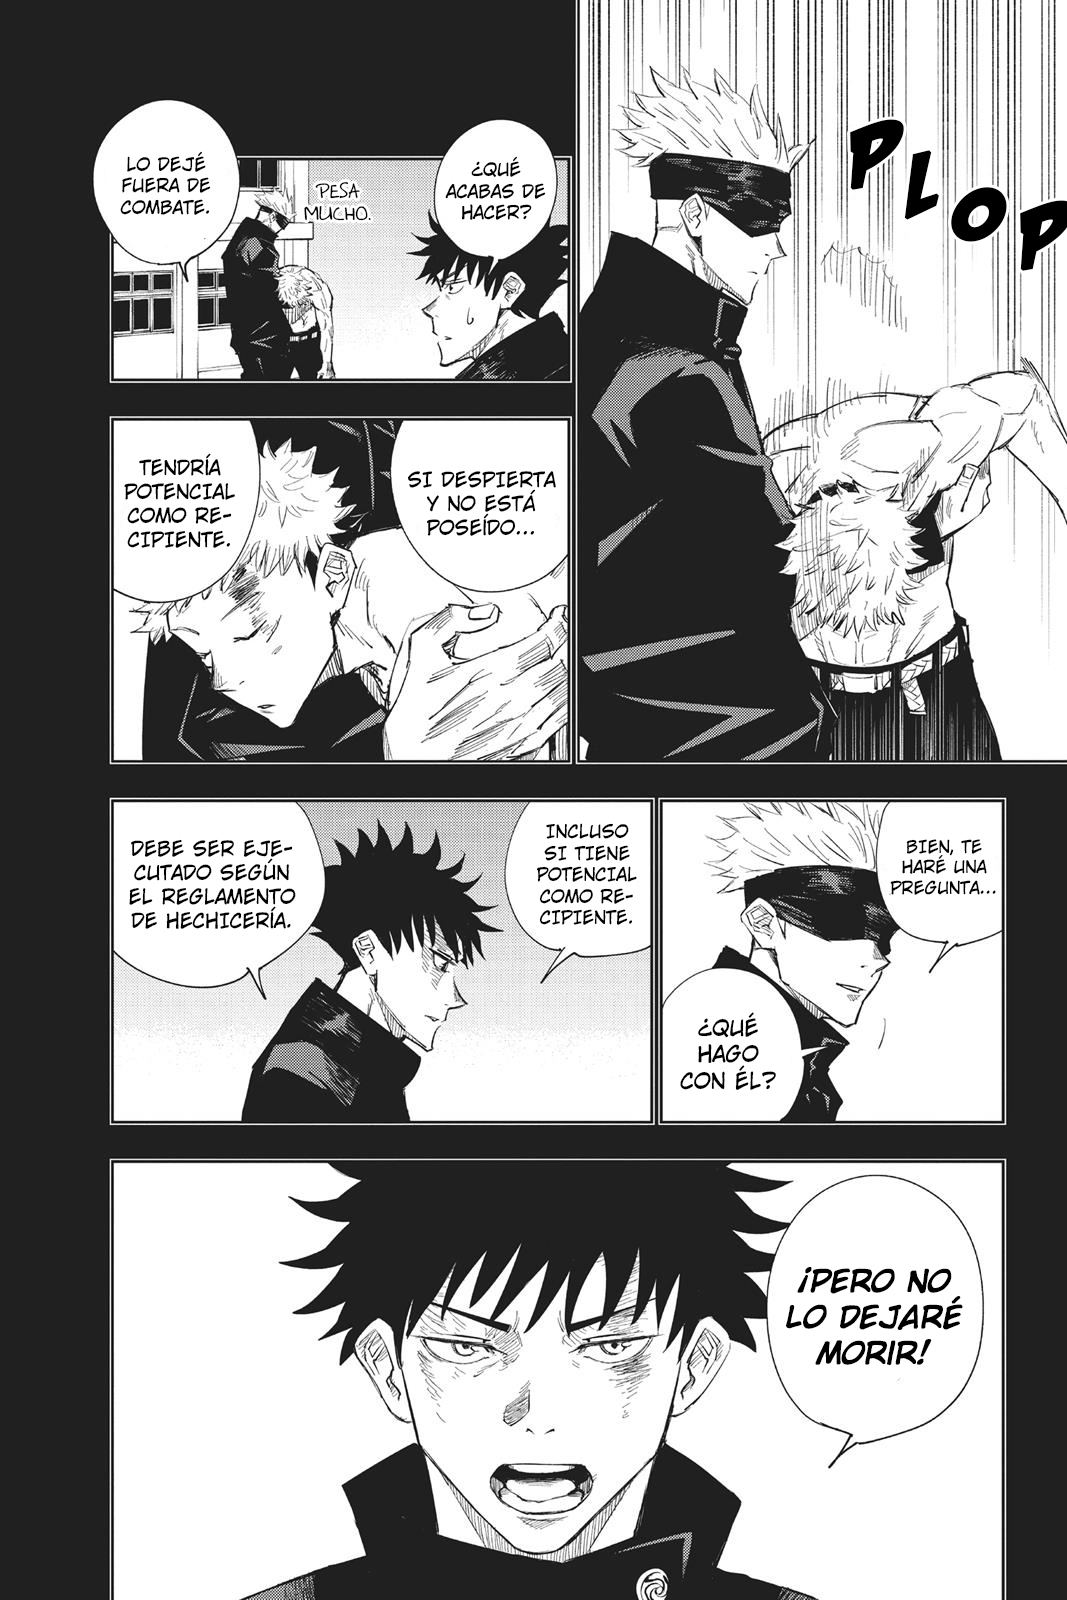 PLOP
¿QUÉ
ACABAS DE
HACER?
LO DEJÉ
FUERA DE
COMBATE.
PESA
MUCHO.
SI DESPIERTA
Y NO ESTÁ
POSEÍDO...
TENDRÍA
POTENCIAL
COMO RE-
CIPIENTE.
BIEN, TE
HARÉ UNA
PREGUNTA...
¿QUÉ
HAGO
CON ÉL?
INCLUSO
SI TIENE
POTENCIAL
COMO RE-
CIPIENTE.
DEBE SER EJE-
CUTADO SEGÚN
EL REGLAMENTO
DE HECHICERÍA.
¡PERO NO
LO DEJARÉ
MORIR!